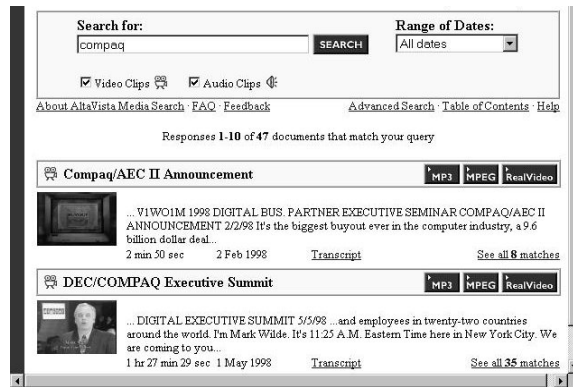 Search for: Range of Dates:
compaq SEARCH All dates
Video Clips Audio Clips
About AltaVista Media Search · FAQ · Feedback Advanced Search · Table of Contents · Help
Responses 1-10 of 47 documents that match your query
Compaq/AEC II Announcement MP3 MPEG RealVideo
... V1WO1M 1998 DIGITAL BUS. PARTNER EXECUTIVE SEMINAR COMPAQ/AEC II
ANNOUNCEMENT 2/2/98 It's the biggest buyout ever in the computer industry, a 9.6
billion dollar deal...
2 min 50 sec 2 Feb 1998 Transcript See all 8 matches
DEC/COMPAQ Executive Summit MP3 MPEG RealVideo
... DIGITAL EXECUTIVE SUMMIT 5/5/98 ...and employees in twenty-two countries
around the world. I'm Mark Wilde. It's 11:25 A.M. Eastern Time here in New York City. We
are coming to you...
1 hr 27 min 29 sec 1 May 1998 Transcript See all 35 matches